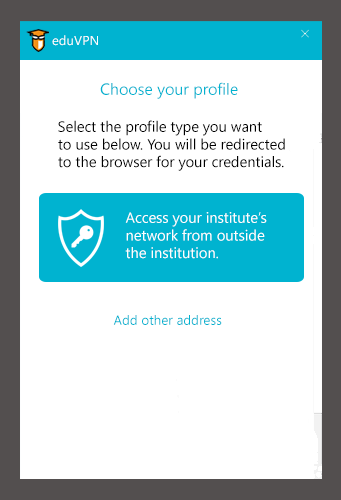 eduVPN
Choose your profile
Select the profile type you want
to use below. You will be redirected
to the browser for your credentials.
Access your institute's
network from outside
the institution.
Add other address